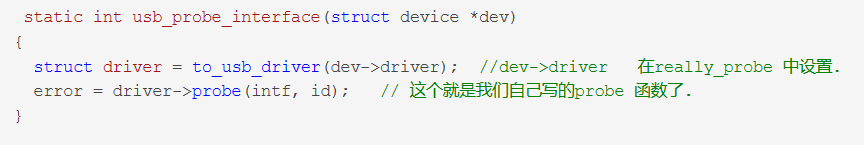 static int usb_probe_interface(struct device *dev)
{
struct driver = to_usb_driver(dev->driver); //dev->driver 在really_probe 中设置.
error = driver->probe(intf, id); // 这个就是我们自己写的probe 函数了.
}